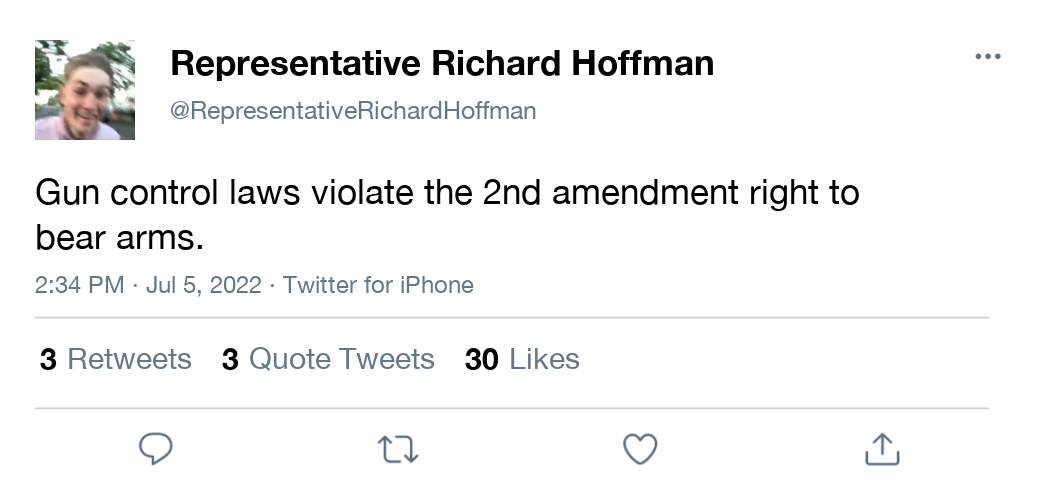 Representative Richard Hoffman
@RepresentativeRichardHoffman
Gun control laws violate the 2nd amendment right to
bear arms.
2:34 PM · Jul 5, 2022 · Twitter for iPhone
3 Retweets 3 Quote Tweets 30 Likes